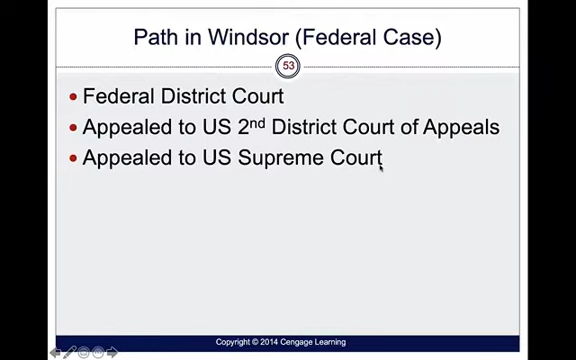 Path in Windsor (Federal Case)
53
• Federal District Court
• Appealed to US 2nd District Court of Appeals
• Appealed to US Supreme Court
Copyright © 2014 Cengage Learning